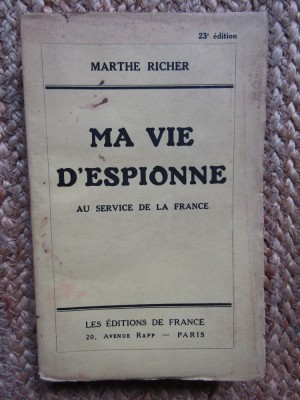 23e édition
MARTHE RICHER
MA VIE
D'ESPIONNE
AU SERVICE DE LA FRANCE
LES ÉDITIONS DE FRANCE
20, AVENUE RAPP — PARIS